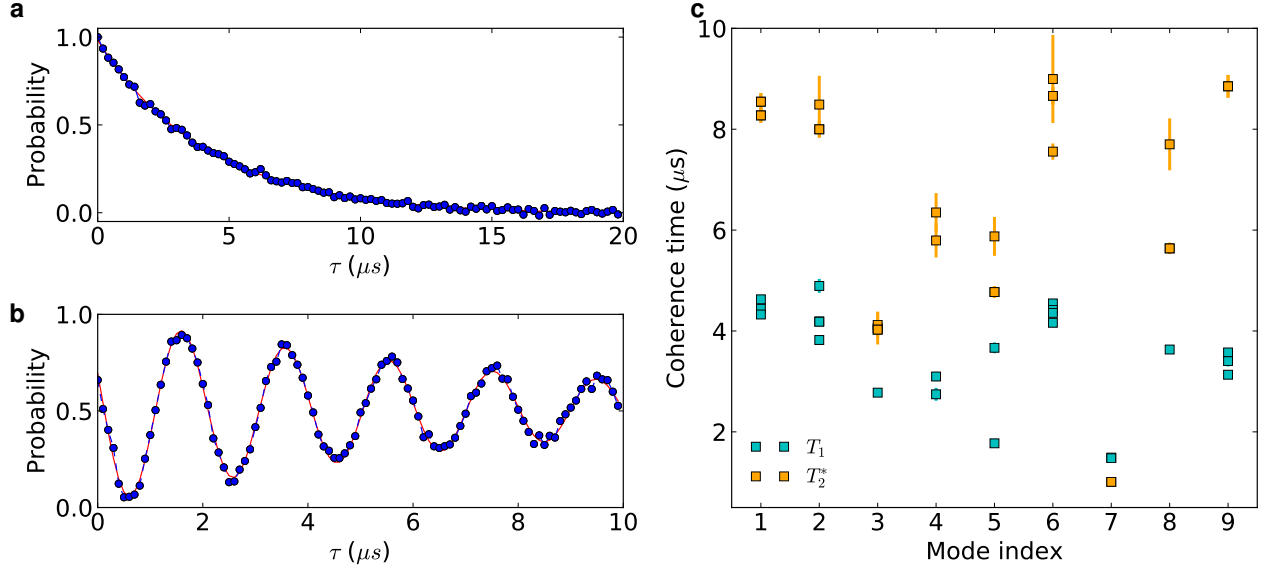 a
1.0
0.5
0.0
Probability
0 5 10 15 20
τ (μs)
b
1.0
0.5
0.0
Probability
0 2 4 6 8 10
τ (μs)
c
10
8
6
4
2
Coherence time (μs)
T₁
T₂*
1 2 3 4 5 6 7 8 9
Mode index